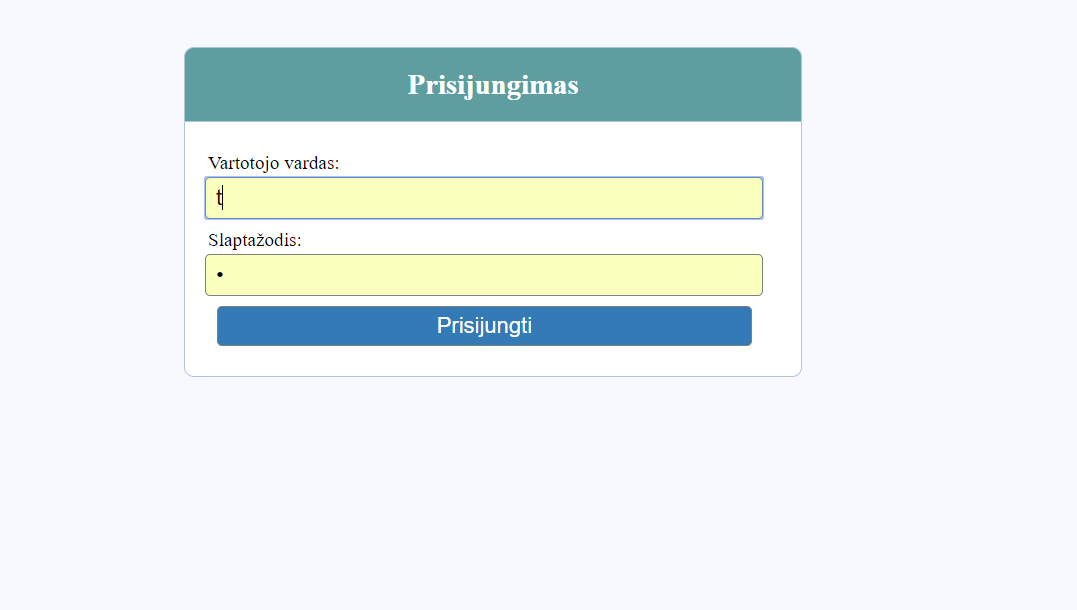 Prisijungimas
Vartotojo vardas:
t
Slaptažodis:
•
Prisijungti